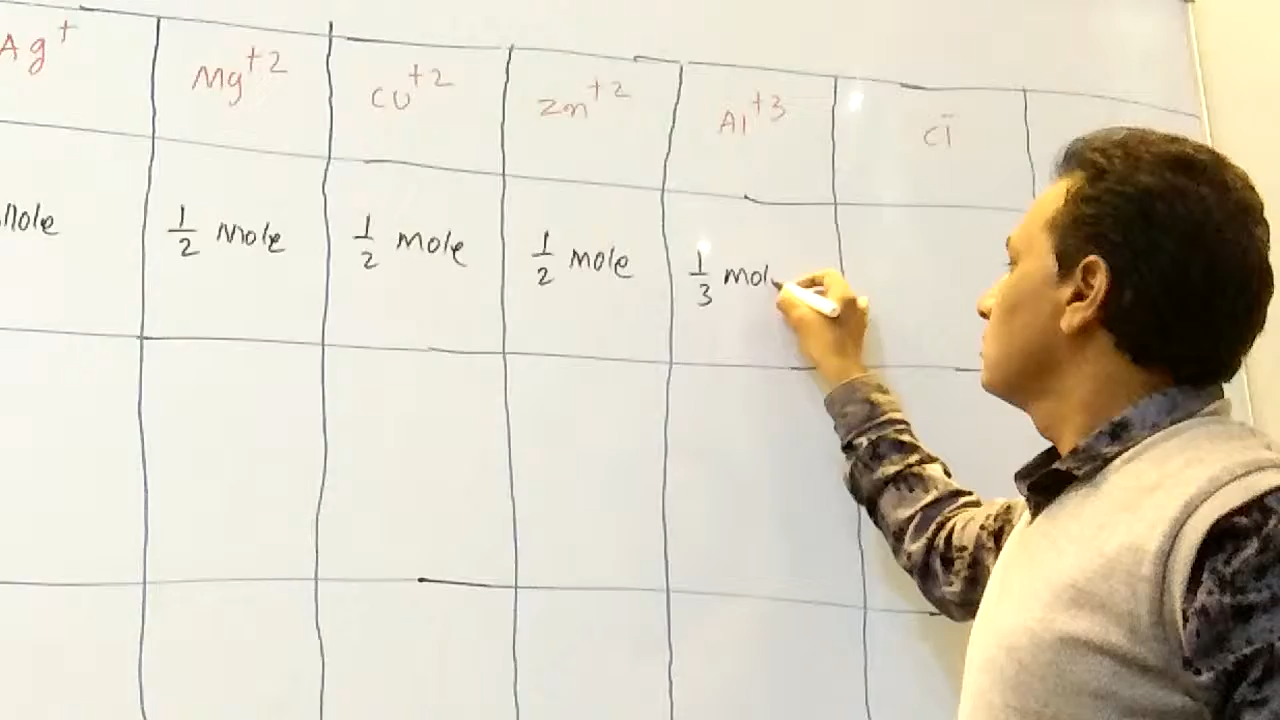 Ag⁺ Mg⁺² Cu⁺² Zn⁺² Al⁺³ Cl⁻
Mole 1/2 Mole 1/2 mole 1/2 mole 1/3 mol